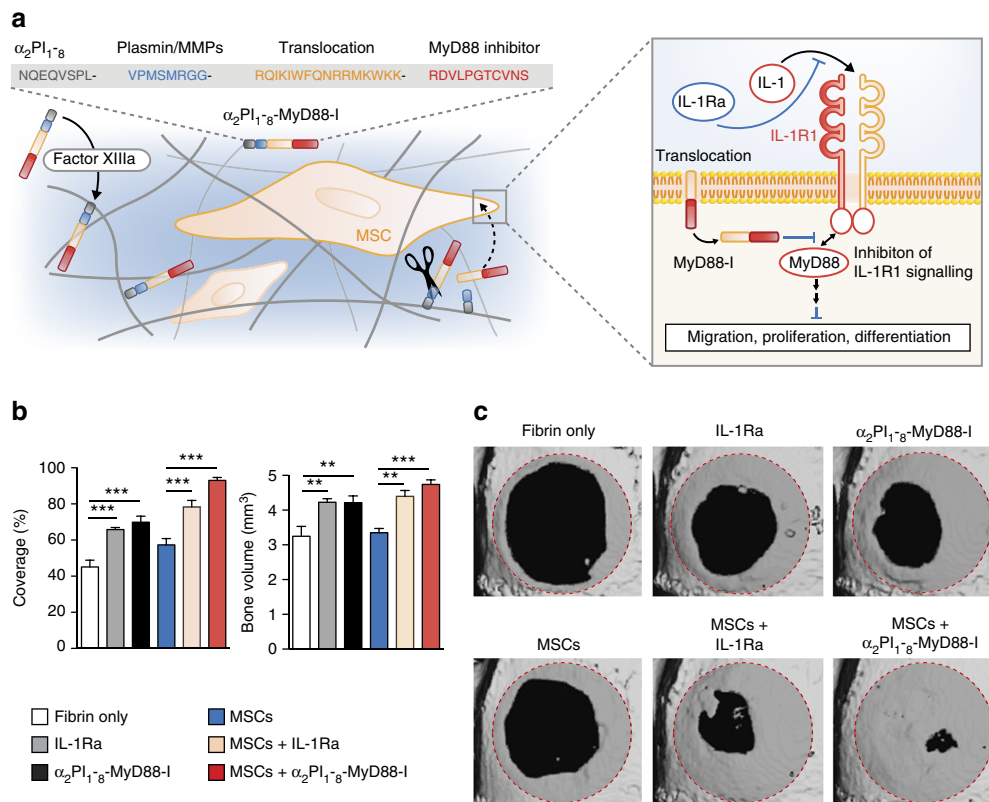 a
α2PI1-8 Plasmin/MMPs Translocation MyD88 inhibitor
NQEQVSPL- VPMSMRGG- RQIKIWFQNRRMKWKK- RDVLPGTCVNS
α2PI1-8-MyD88-I
Factor XIIIa
MSC
IL-1
IL-1Ra
IL-1R1
Translocation
MyD88-I
MyD88
Inhibiton of
IL-1R1 signalling
Migration, proliferation, differentiation
b
Coverage (%)
100
80
60
40
20
0
***
***
***
***
Bone volume (mm3)
5
4
3
2
1
0
**
**
***
**
Fibrin only
IL-1Ra
α2PI1-8-MyD88-I
MSCs
MSCs + IL-1Ra
MSCs + α2PI1-8-MyD88-I
c
Fibrin only
IL-1Ra
α2PI1-8-MyD88-I
MSCs
MSCs +
IL-1Ra
MSCs +
α2PI1-8-MyD88-I